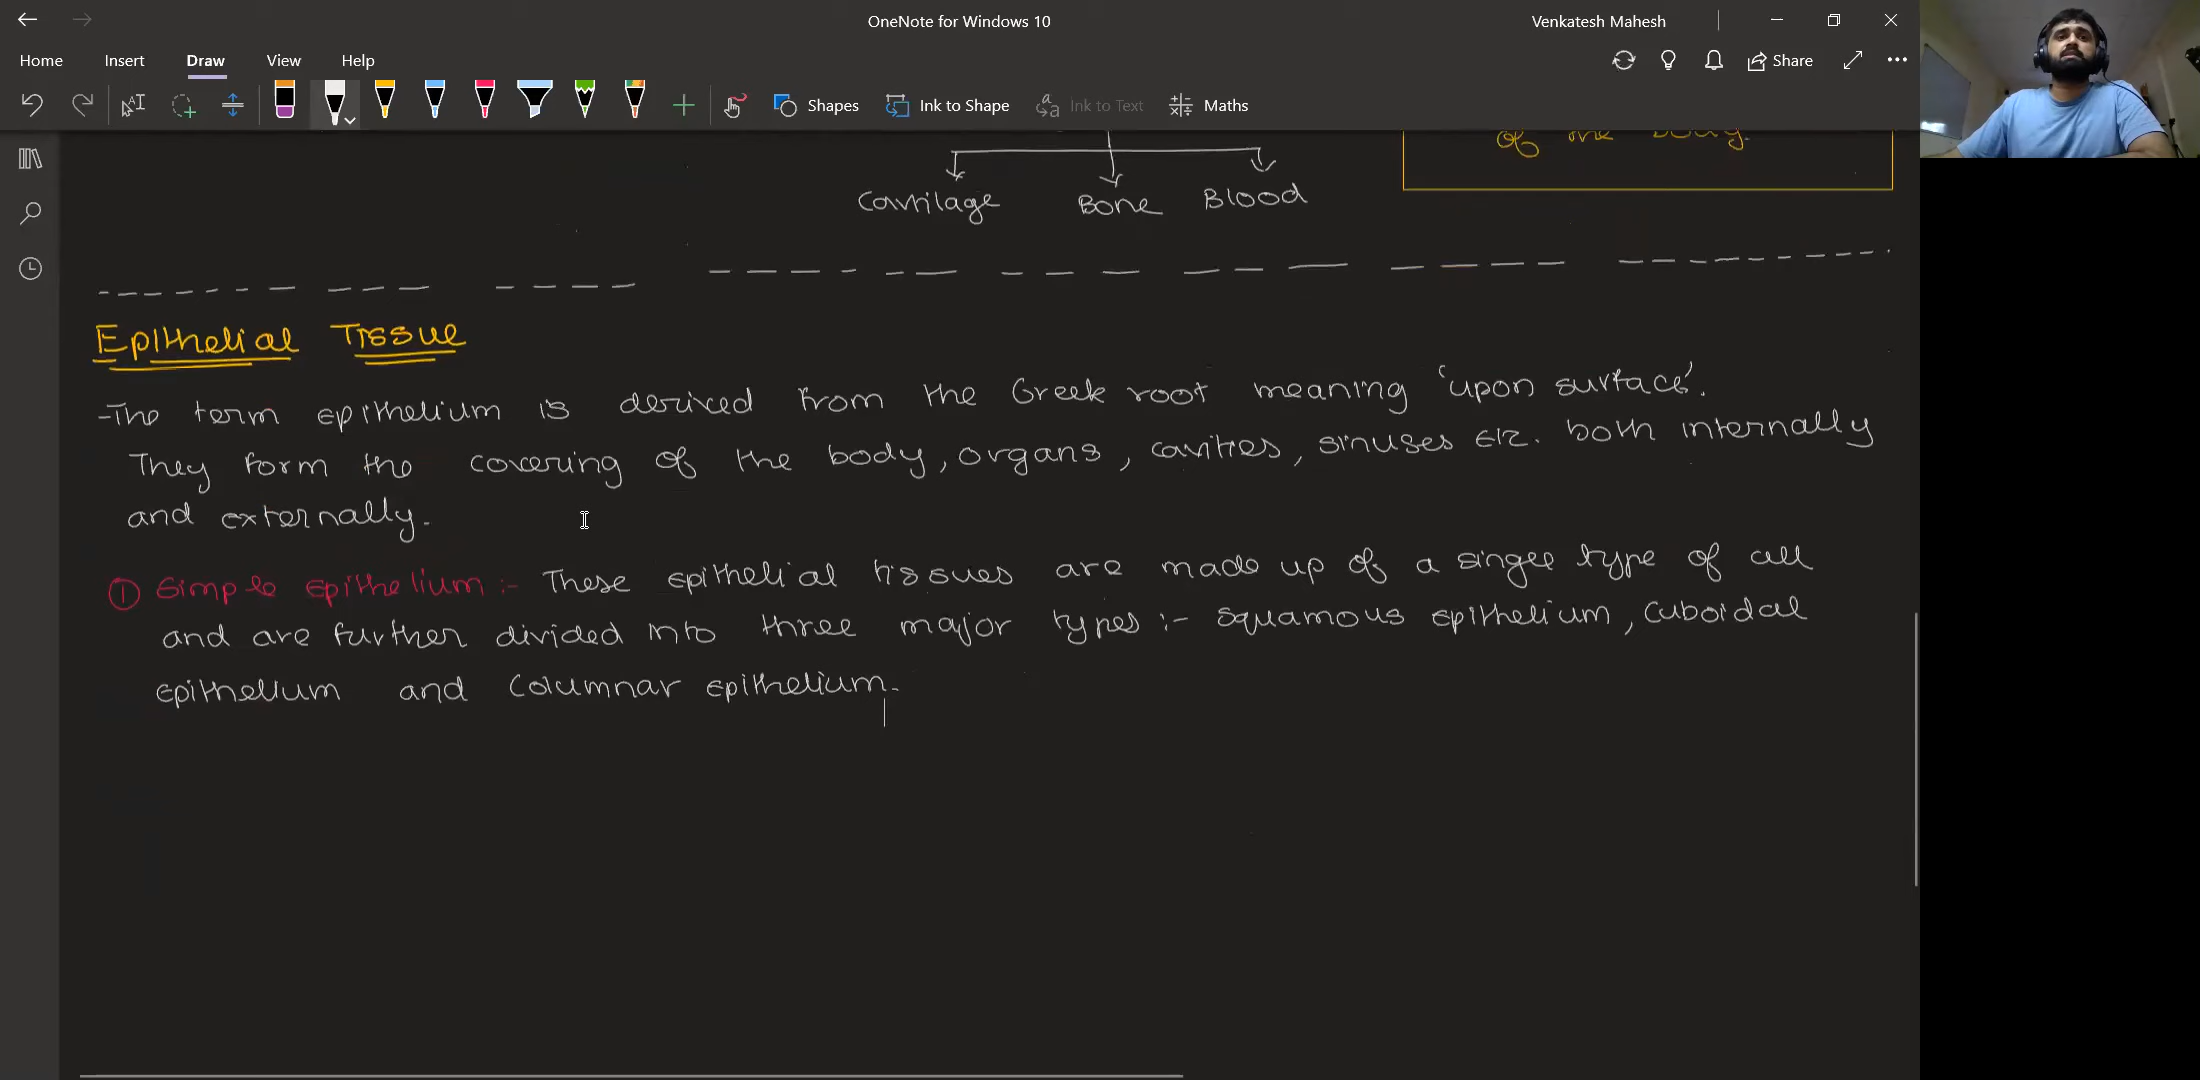 OneNote for Windows 10
Venkatesh Mahesh
Home Insert Draw View Help
Share
Shapes Ink to Shape Ink to Text Maths
of the body.
Cartilage Bone Blood
Epithelial Tissue
-The term epithelium is derived from the Greek root meaning 'upon surface'.
They form the covering of the body, organs, cavities, sinuses etc. both internally
and externally.
① Simple epithelium :- These epithelial tissues are made up of a single type of cell
and are further divided into three major types :- squamous epithelium, cuboidal
epithelium and columnar epithelium.